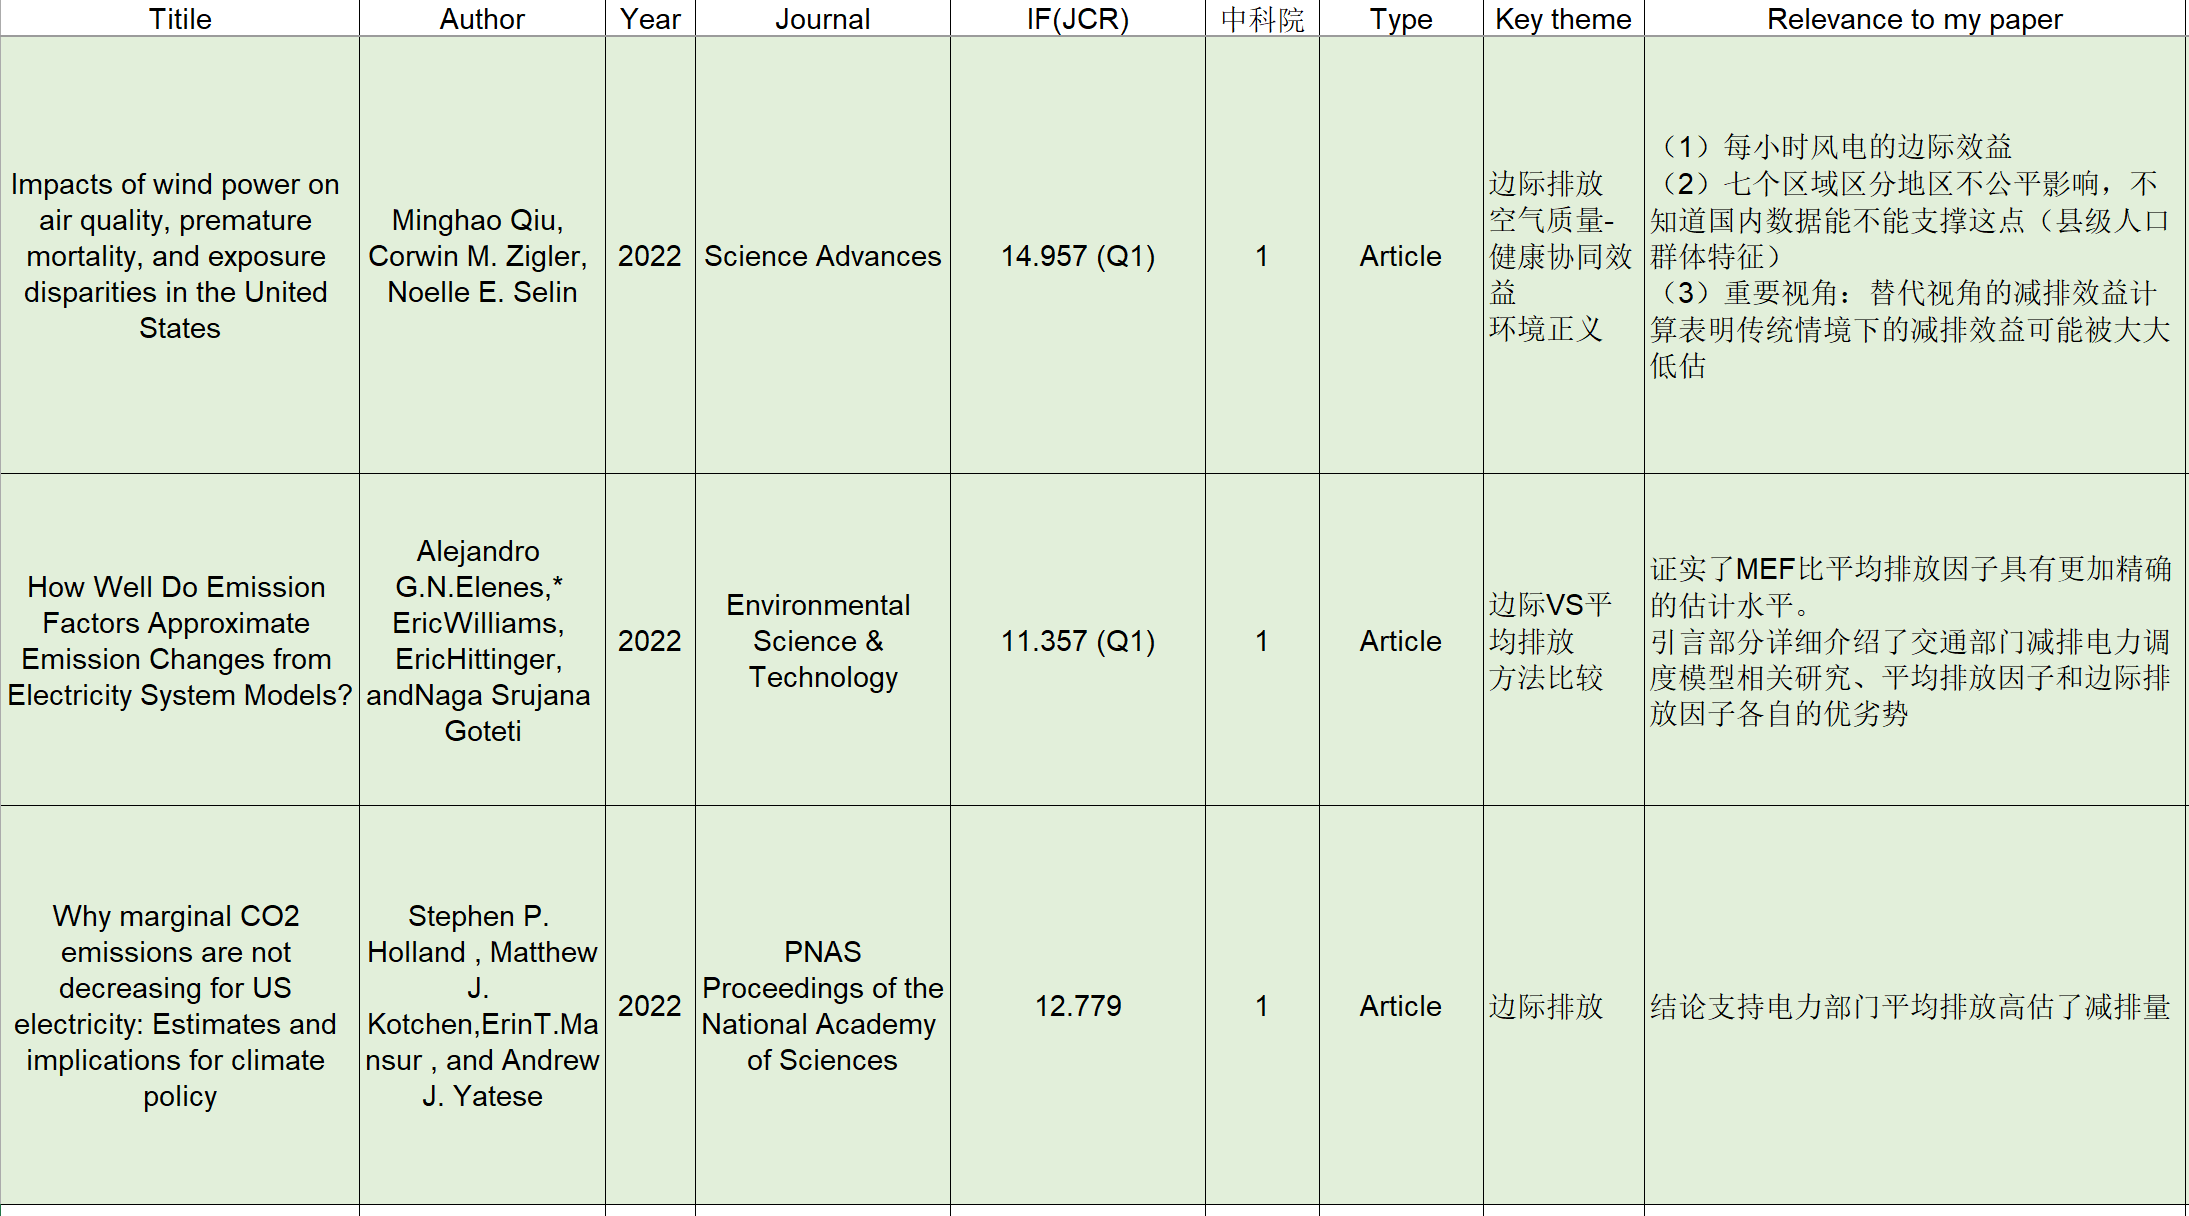 Titile
Author
Year
Journal
IF(JCR)
中科院
Type
Key theme
Relevance to my paper
Impacts of wind power on
air quality, premature
mortality, and exposure
disparities in the United
States
Minghao Qiu,
Corwin M. Zigler,
Noelle E. Selin
2022
Science Advances
14.957 (Q1)
1
Article
边际排放
空气质量-
健康协同效
益
环境正义
（1）每小时风电的边际效益
（2）七个区域区分地区不公平影响，不
知道国内数据能不能支撑这点（县级人口
群体特征）
（3）重要视角：替代视角的减排效益计
算表明传统情境下的减排效益可能被大大
低估
How Well Do Emission
Factors Approximate
Emission Changes from
Electricity System Models?
Alejandro
G.N.Elenes,*
EricWilliams,
EricHittinger,
andNaga Srujana
Goteti
2022
Environmental
Science &
Technology
11.357 (Q1)
1
Article
边际VS平
均排放
方法比较
证实了MEF比平均排放因子具有更加精确
的估计水平。
引言部分详细介绍了交通部门减排电力调
度模型相关研究、平均排放因子和边际排
放因子各自的优劣势
Why marginal CO2
emissions are not
decreasing for US
electricity: Estimates and
implications for climate
policy
Stephen P.
Holland , Matthew
J.
Kotchen,ErinT.Ma
nsur , and Andrew
J. Yatese
2022
PNAS
Proceedings of the
National Academy
of Sciences
12.779
1
Article
边际排放
结论支持电力部门平均排放高估了减排量